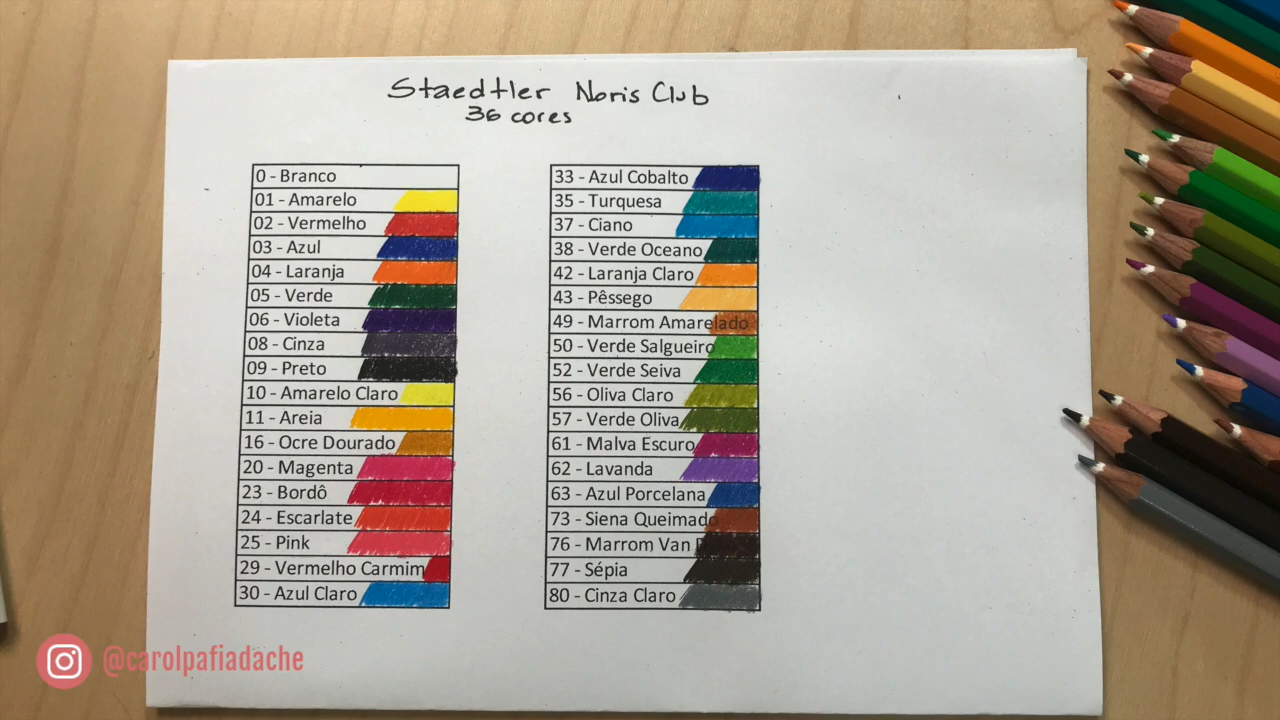 Staedtler Noris Club
36 cores
0 - Branco
01 - Amarelo
02 - Vermelho
03 - Azul
04 - Laranja
05 - Verde
06 - Violeta
08 - Cinza
09 - Preto
10 - Amarelo Claro
11 - Areia
16 - Ocre Dourado
20 - Magenta
23 - Bordô
24 - Escarlate
25 - Pink
29 - Vermelho Carmim
30 - Azul Claro
33 - Azul Cobalto
35 - Turquesa
37 - Ciano
38 - Verde Oceano
42 - Laranja Claro
43 - Pêssego
49 - Marrom Amarelado
50 - Verde Salgueiro
52 - Verde Seiva
56 - Oliva Claro
57 - Verde Oliva
61 - Malva Escuro
62 - Lavanda
63 - Azul Porcelana
73 - Siena Queimado
76 - Marrom Van
77 - Sépia
80 - Cinza Claro
@carolpafiadache